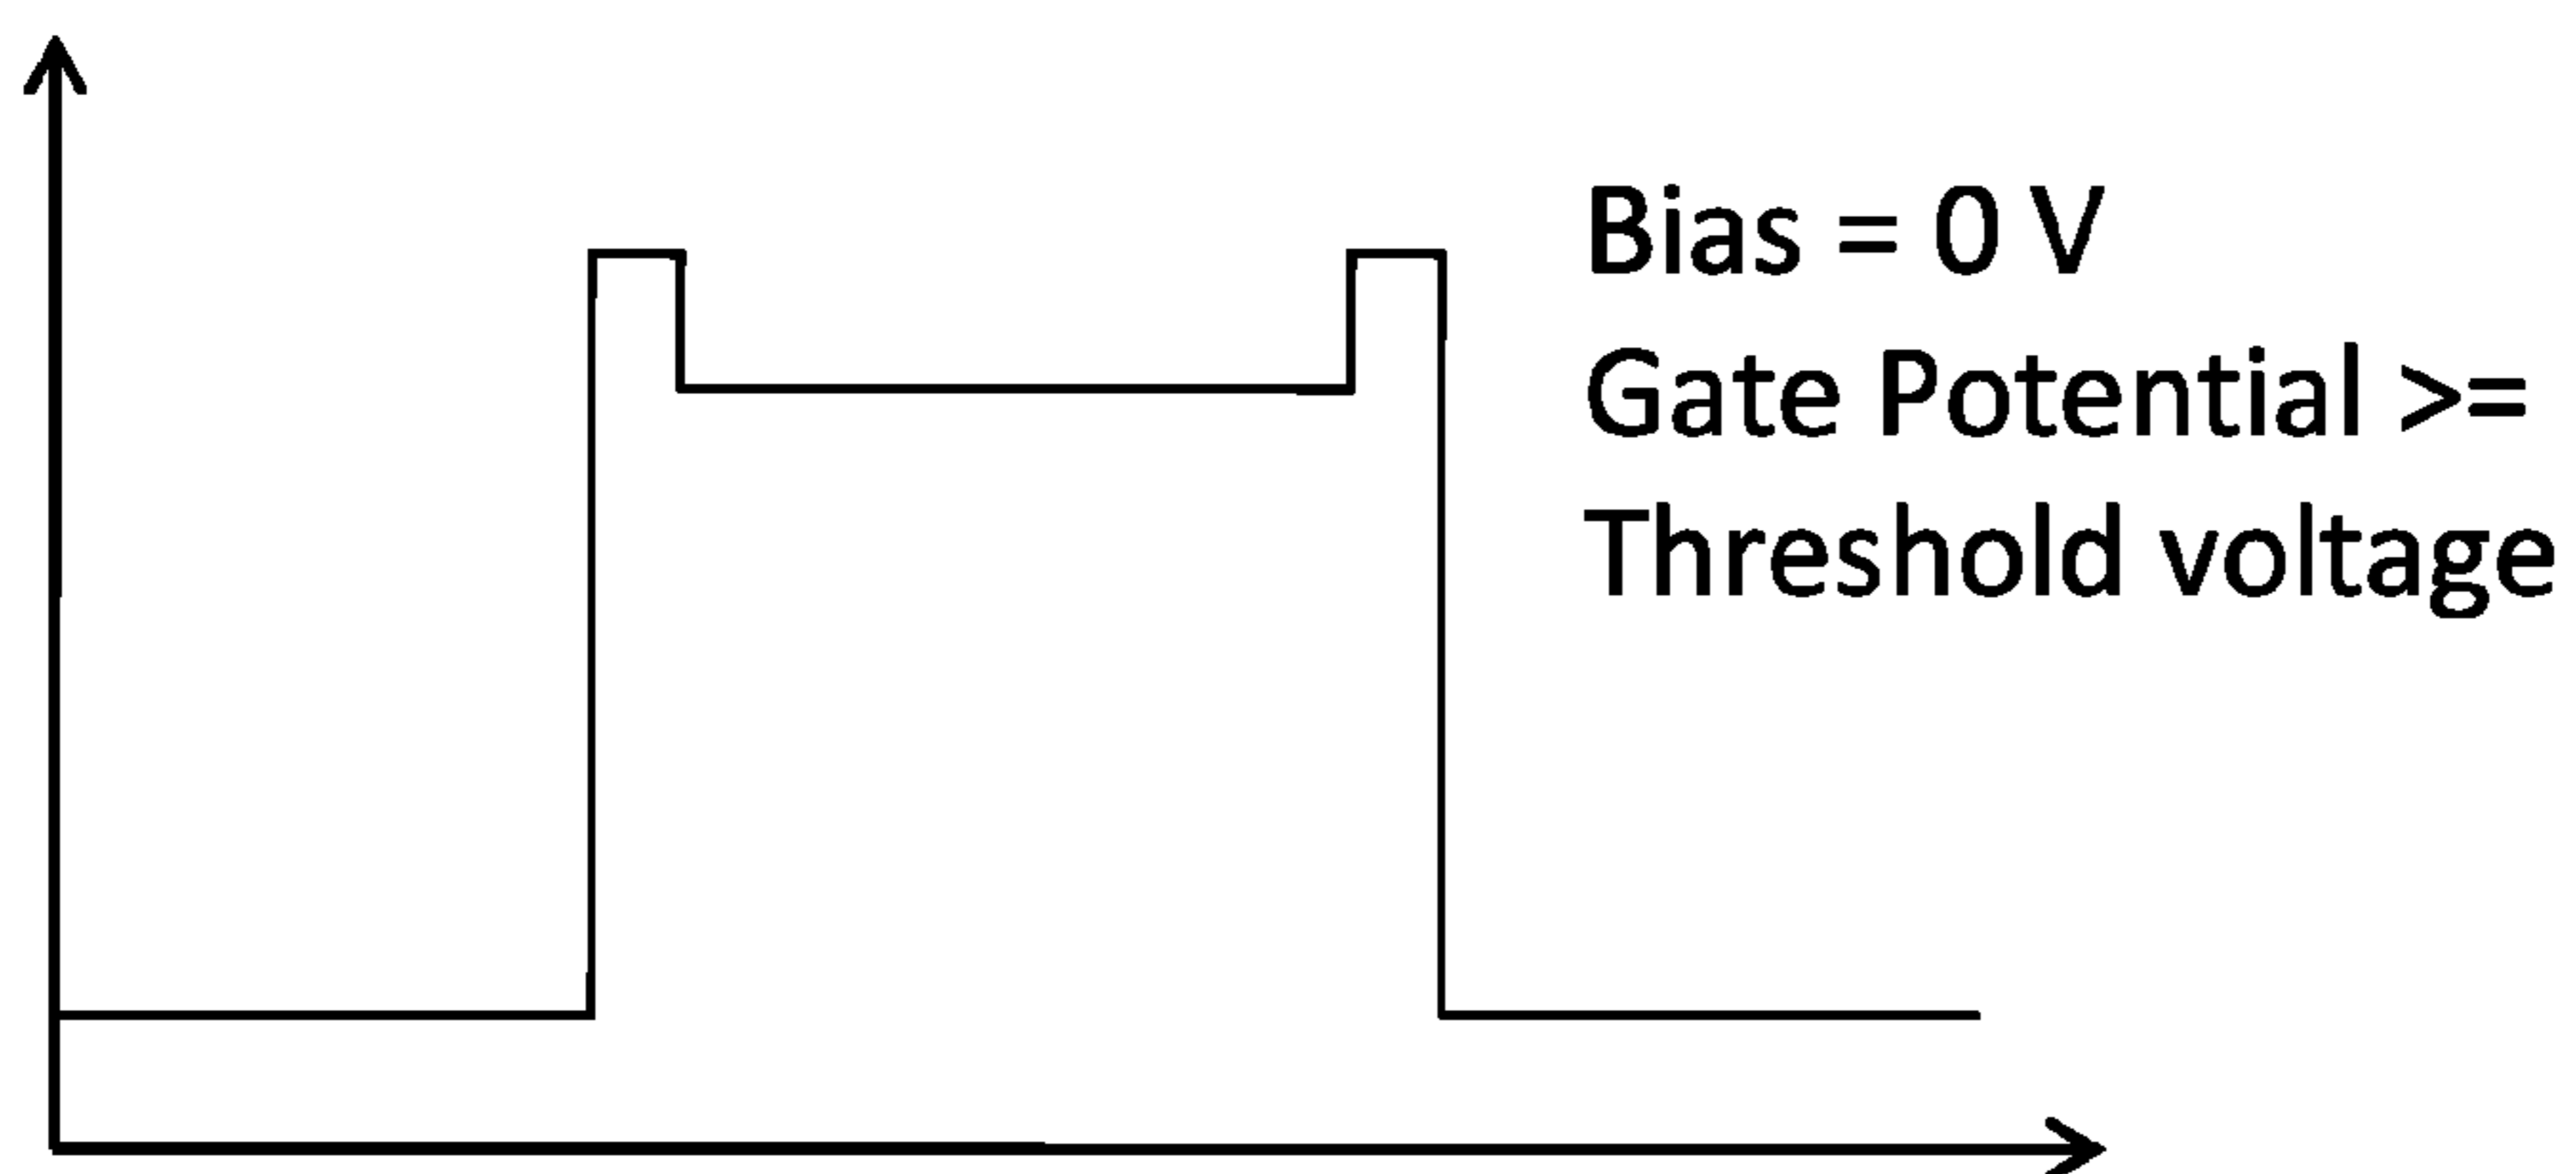 Bias = 0 V
Gate Potential >=
Threshold voltage